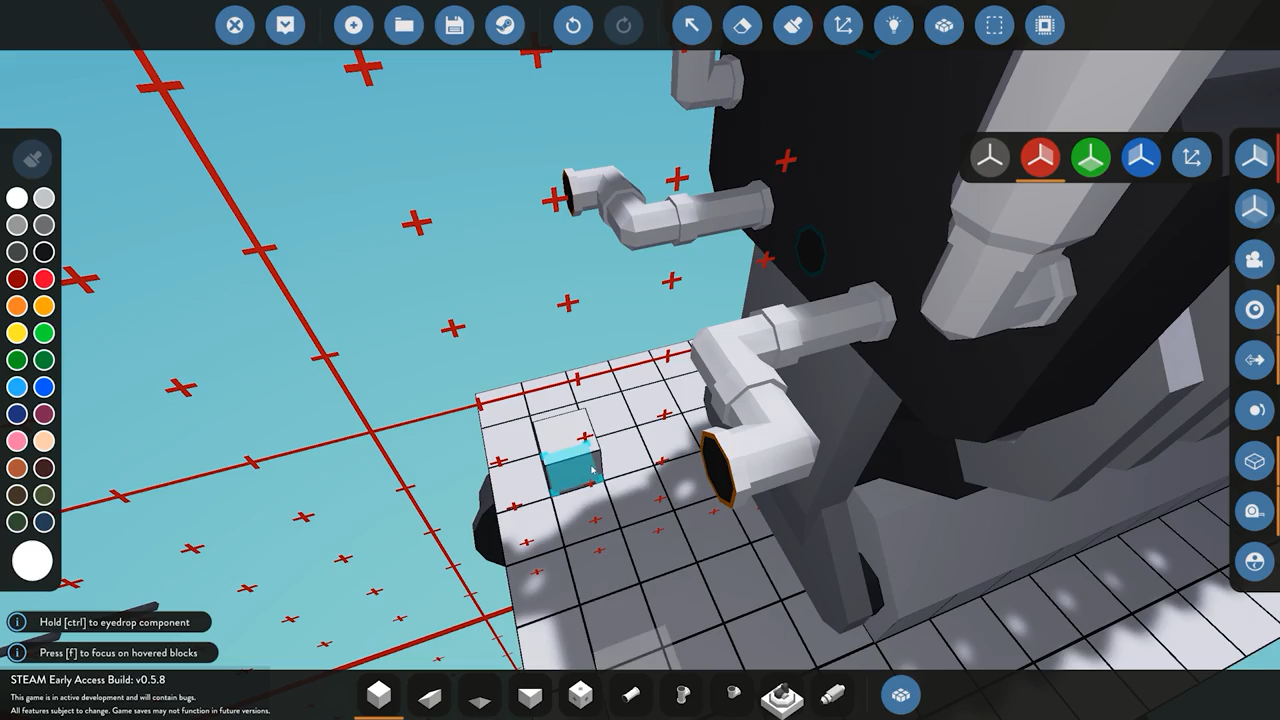 Hold [ctrl] to eyedrop component
Press [f] to focus on hovered blocks
STEAM Early Access Build: v0.5.8
This game is in active development and will contain bugs.
All features subject to change. Game saves may not function in future versions.